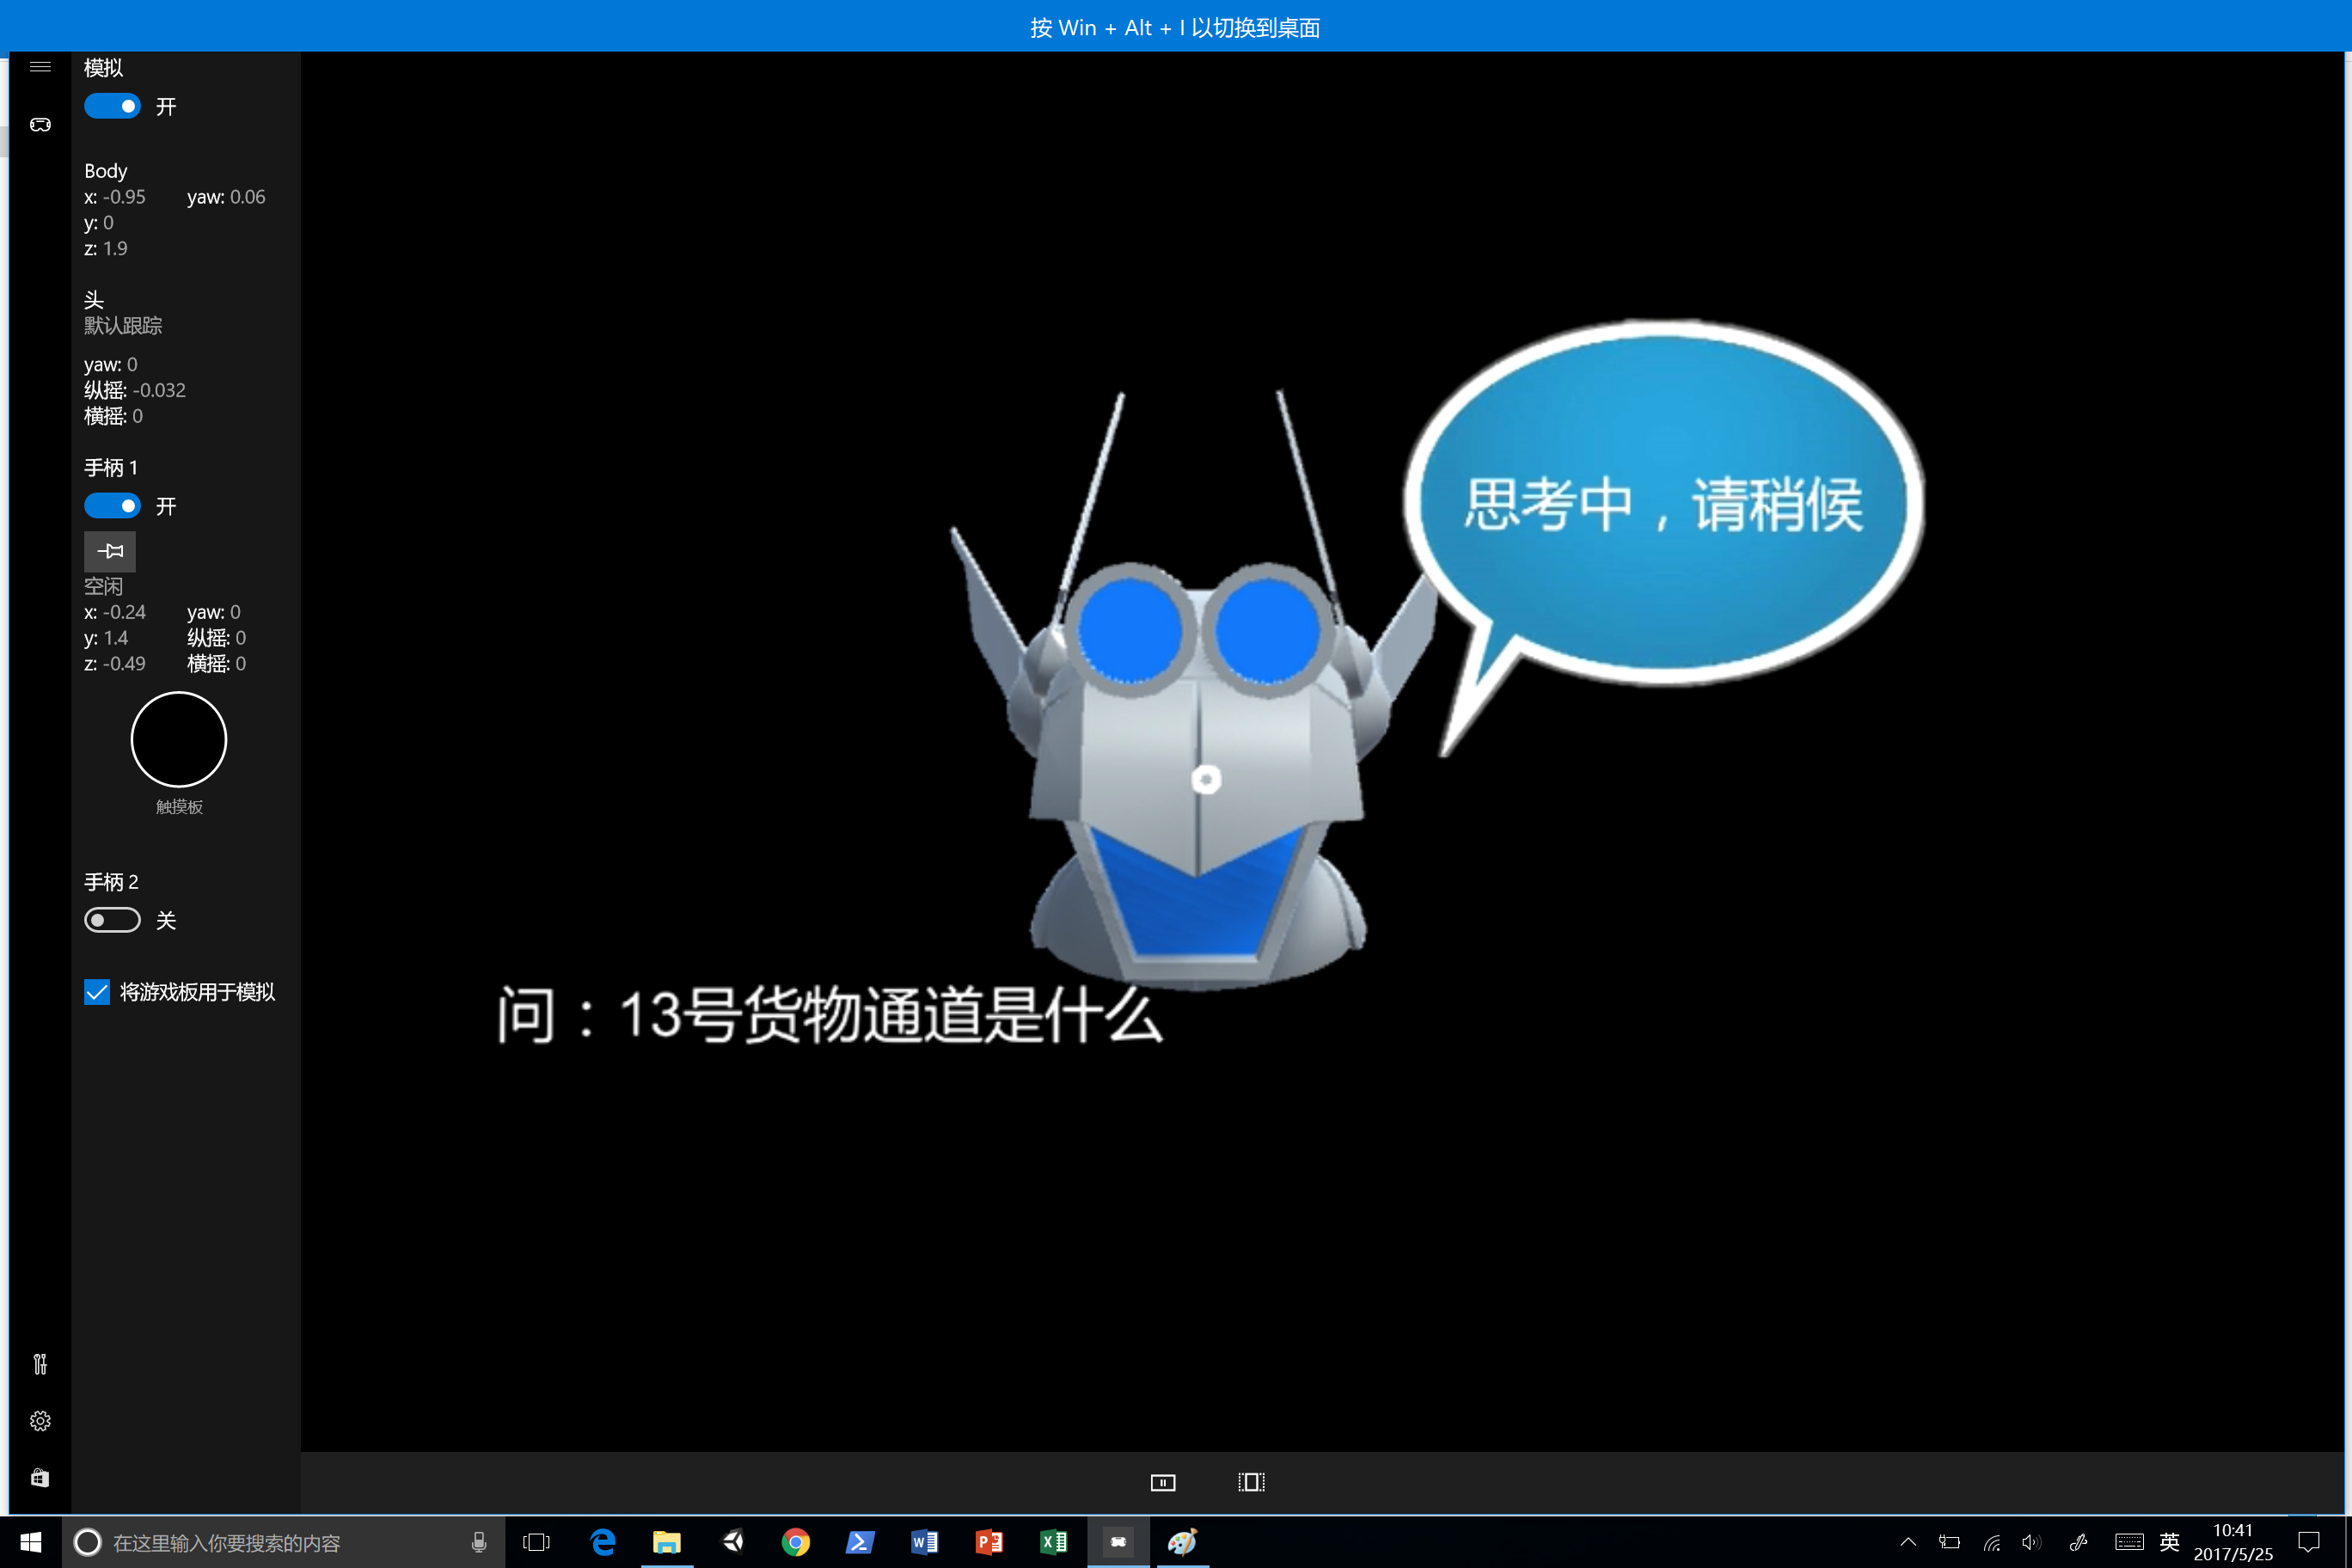 按 Win + Alt + I 以切换到桌面
模拟
开
Body
x: -0.95 yaw: 0.06
y: 0
z: 1.9
头
默认跟踪
yaw: 0
纵摇: -0.032
横摇: 0
手柄 1
开
空闲
x: -0.24 yaw: 0
y: 1.4 纵摇: 0
z: -0.49 横摇: 0
触摸板
手柄 2
关
将游戏板用于模拟
思考中，请稍候
问：13号货物通道是什么
在这里输入你要搜索的内容
英
10:41
2017/5/25